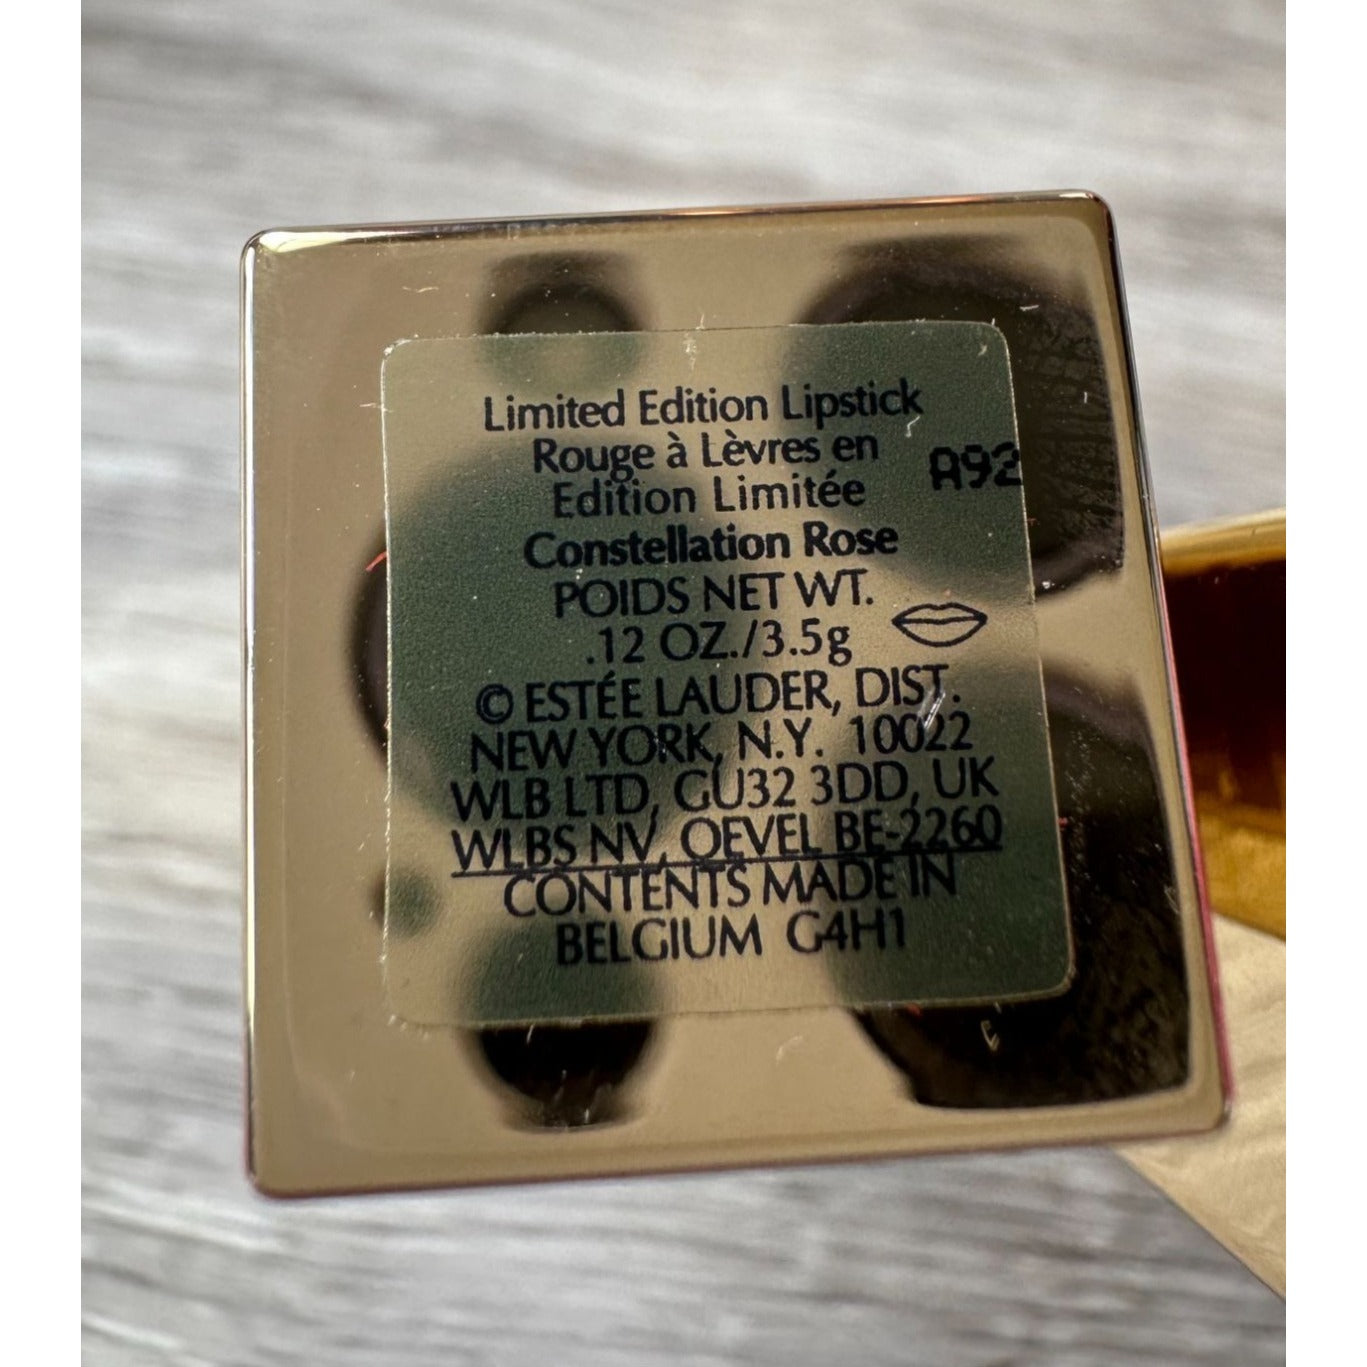 Limited Edition Lipstick
Rouge à Lèvres en
Edition Limitée
A92
Constellation Rose
POIDS NET WT.
.12 OZ./3.5g
© ESTÉE LAUDER, DIST.
NEW YORK, N.Y. 10022
WLB LTD, GU32 3DD, UK
WLBS NV, OEVEL BE-2260
CONTENTS MADE IN
BELGIUM G4H1